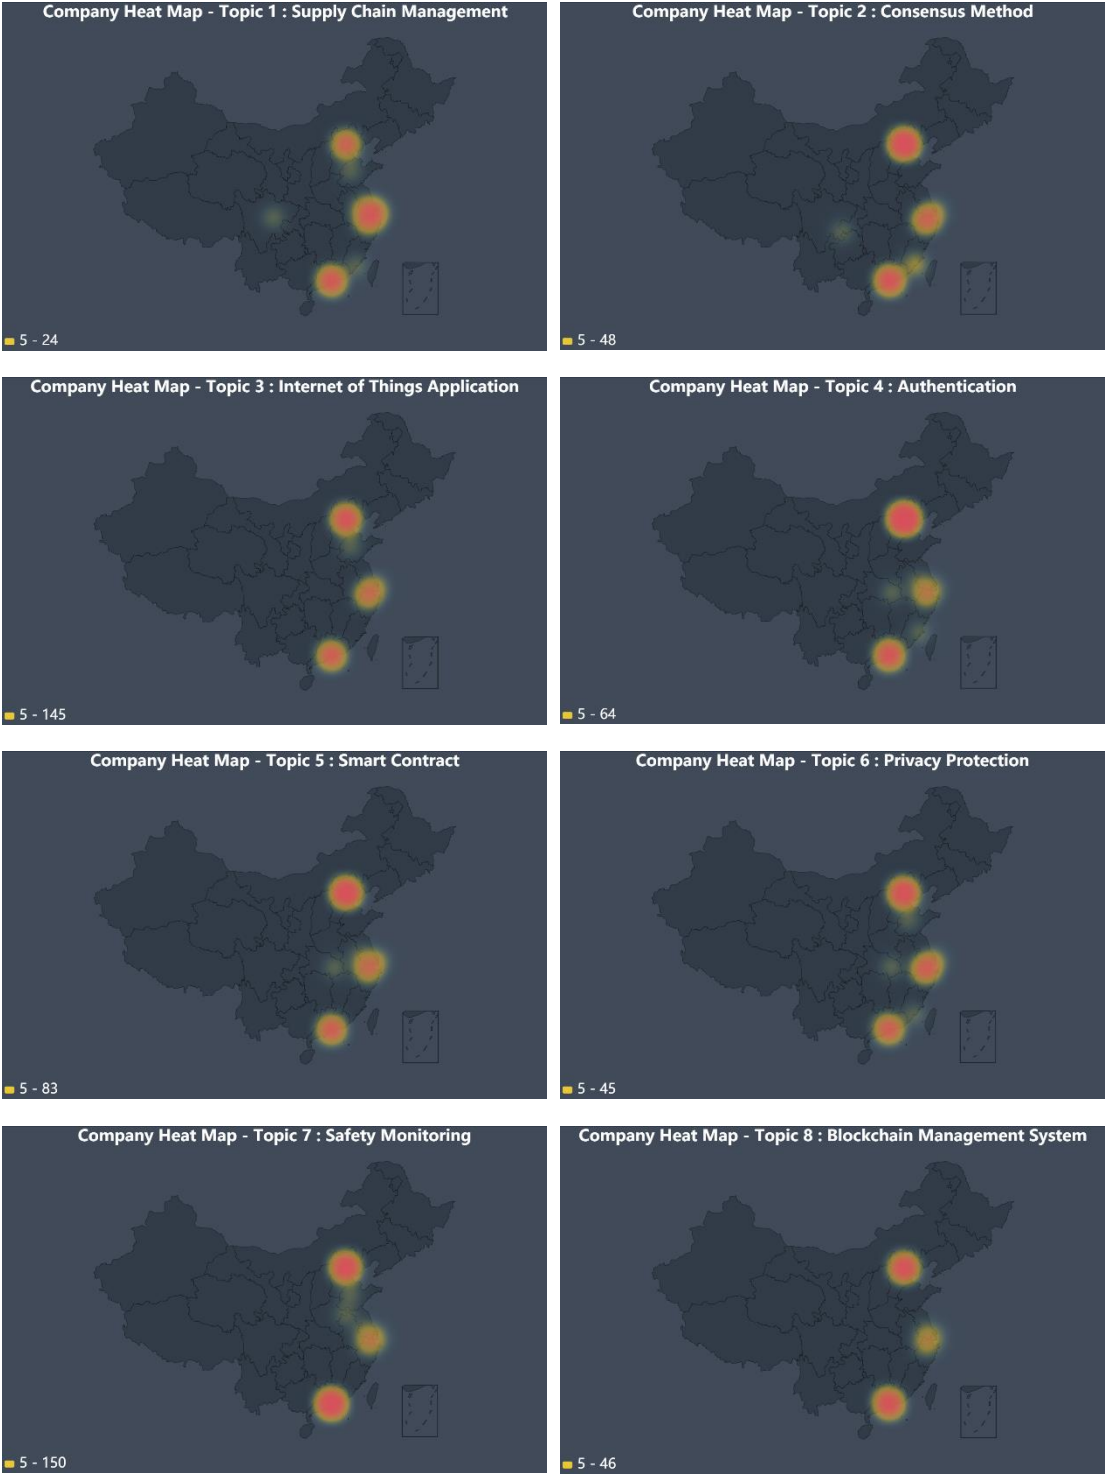 Company Heat Map - Topic 1 : Supply Chain Management
5 - 24
Company Heat Map - Topic 2 : Consensus Method
5 - 48
Company Heat Map - Topic 3 : Internet of Things Application
5 - 145
Company Heat Map - Topic 4 : Authentication
5 - 64
Company Heat Map - Topic 5 : Smart Contract
5 - 83
Company Heat Map - Topic 6 : Privacy Protection
5 - 45
Company Heat Map - Topic 7 : Safety Monitoring
5 - 150
Company Heat Map - Topic 8 : Blockchain Management System
5 - 46